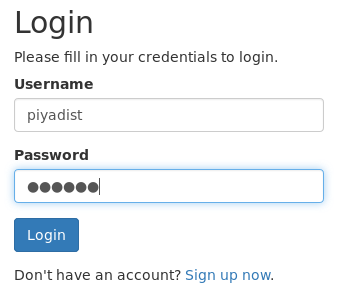 Login
Please fill in your credentials to login.
Username
piyadist
Password
●●●●●●
Login
Don't have an account? Sign up now.